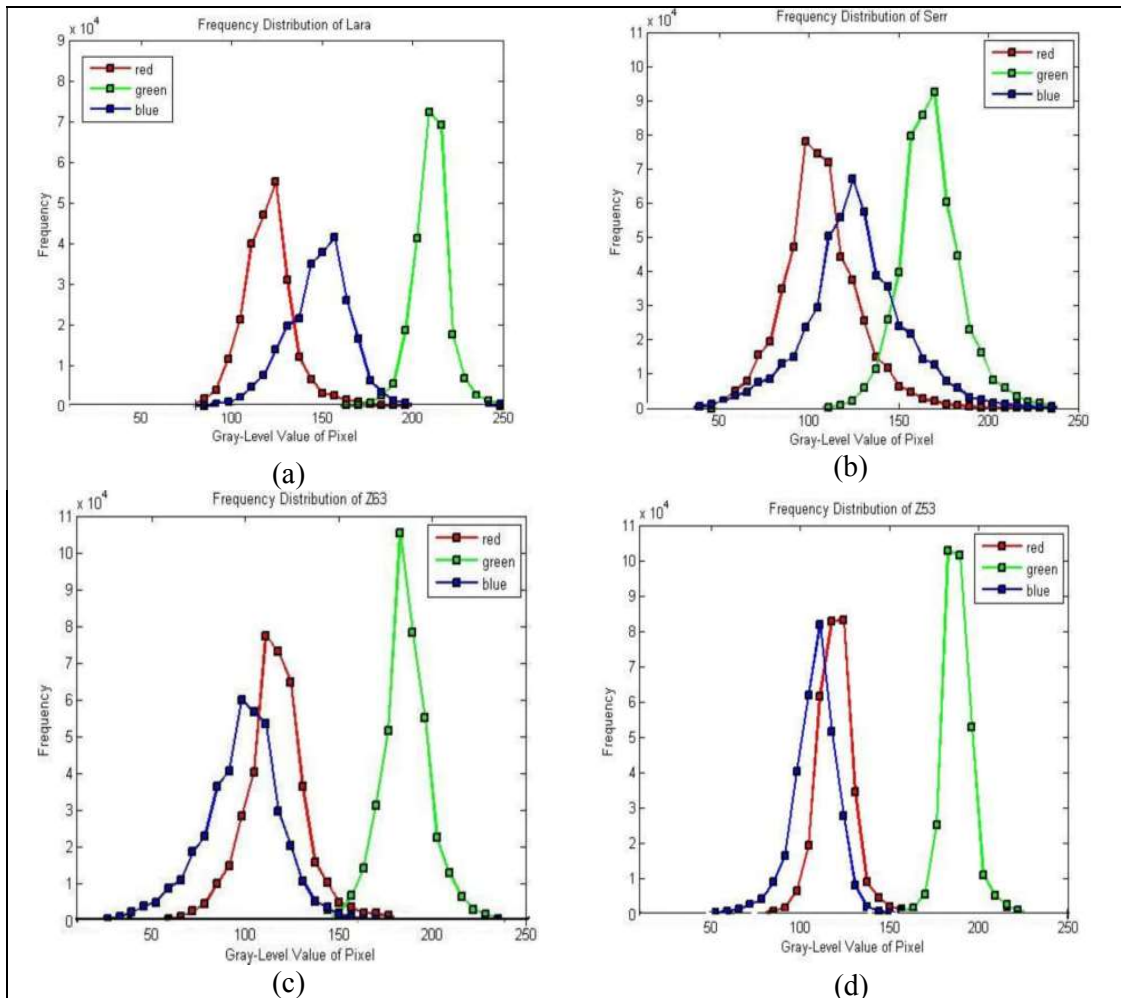 Frequency Distribution of Lara
x 10^4
9
8
7
6
5
4
3
2
1
0
50 100 150 200 250
Frequency
Gray-Level Value of Pixel
red
green
blue
(a)
Frequency Distribution of Serr
x 10^4
11
10
9
8
7
6
5
4
3
2
1
0
50 100 150 200 250
Frequency
Gray-Level Value of Pixel
red
green
blue
(b)
Frequency Distribution of Z63
x 10^4
11
10
9
8
7
6
5
4
3
2
1
0
50 100 150 200 250
Frequency
Gray-Level Value of Pixel
red
green
blue
(c)
Frequency Distribution of Z53
x 10^4
11
10
9
8
7
6
5
4
3
2
1
0
50 100 150 200 250
Frequency
Gray-Level Value of Pixel
red
green
blue
(d)